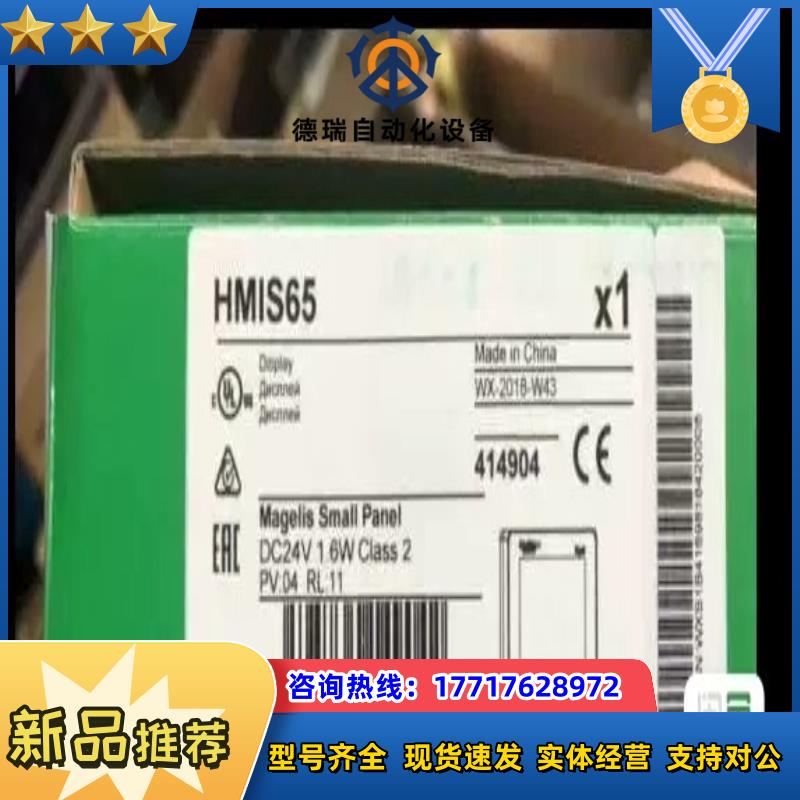 德瑞自动化设备
HMIS65
x1
Display
Дисплей
Дисплей
Made in China
WX-2018-W43
414904
Magelis Small Panel
DC24V 1.6W Class 2
PV:04 RL:11
咨询热线：17717628972
新品推荐
型号齐全 现货速发 实体经营 支持对公